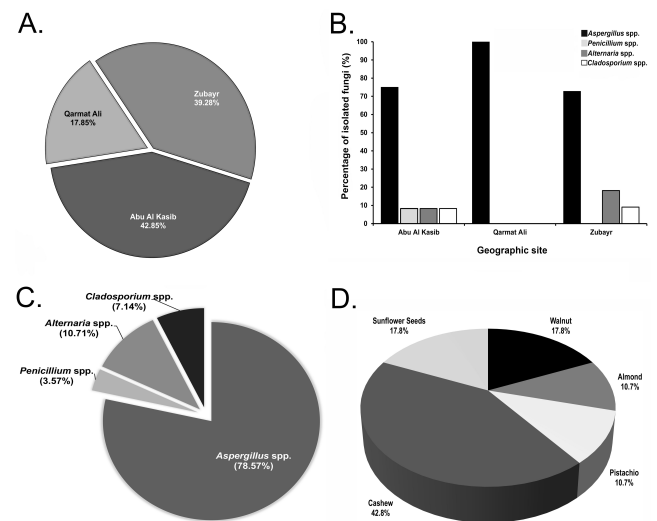 A.
Zubayr
39.28%
Qarmat Ali
17.85%
Abu Al Kasib
42.85%
B.
Aspergillus spp.
Penicillium spp.
Alternaria spp.
Cladosporium spp.
Percentage of isolated fungi (%)
100
90
80
70
60
50
40
30
20
10
0
Abu Al Kasib
Qarmat Ali
Zubayr
Geographic site
C.
Cladosporium spp.
(7.14%)
Alternaria spp.
(10.71%)
Penicillium spp.
(3.57%)
Aspergillus spp.
(78.57%)
D.
Sunflower Seeds
17.8%
Walnut
17.8%
Almond
10.7%
Pistachio
10.7%
Cashew
42.8%